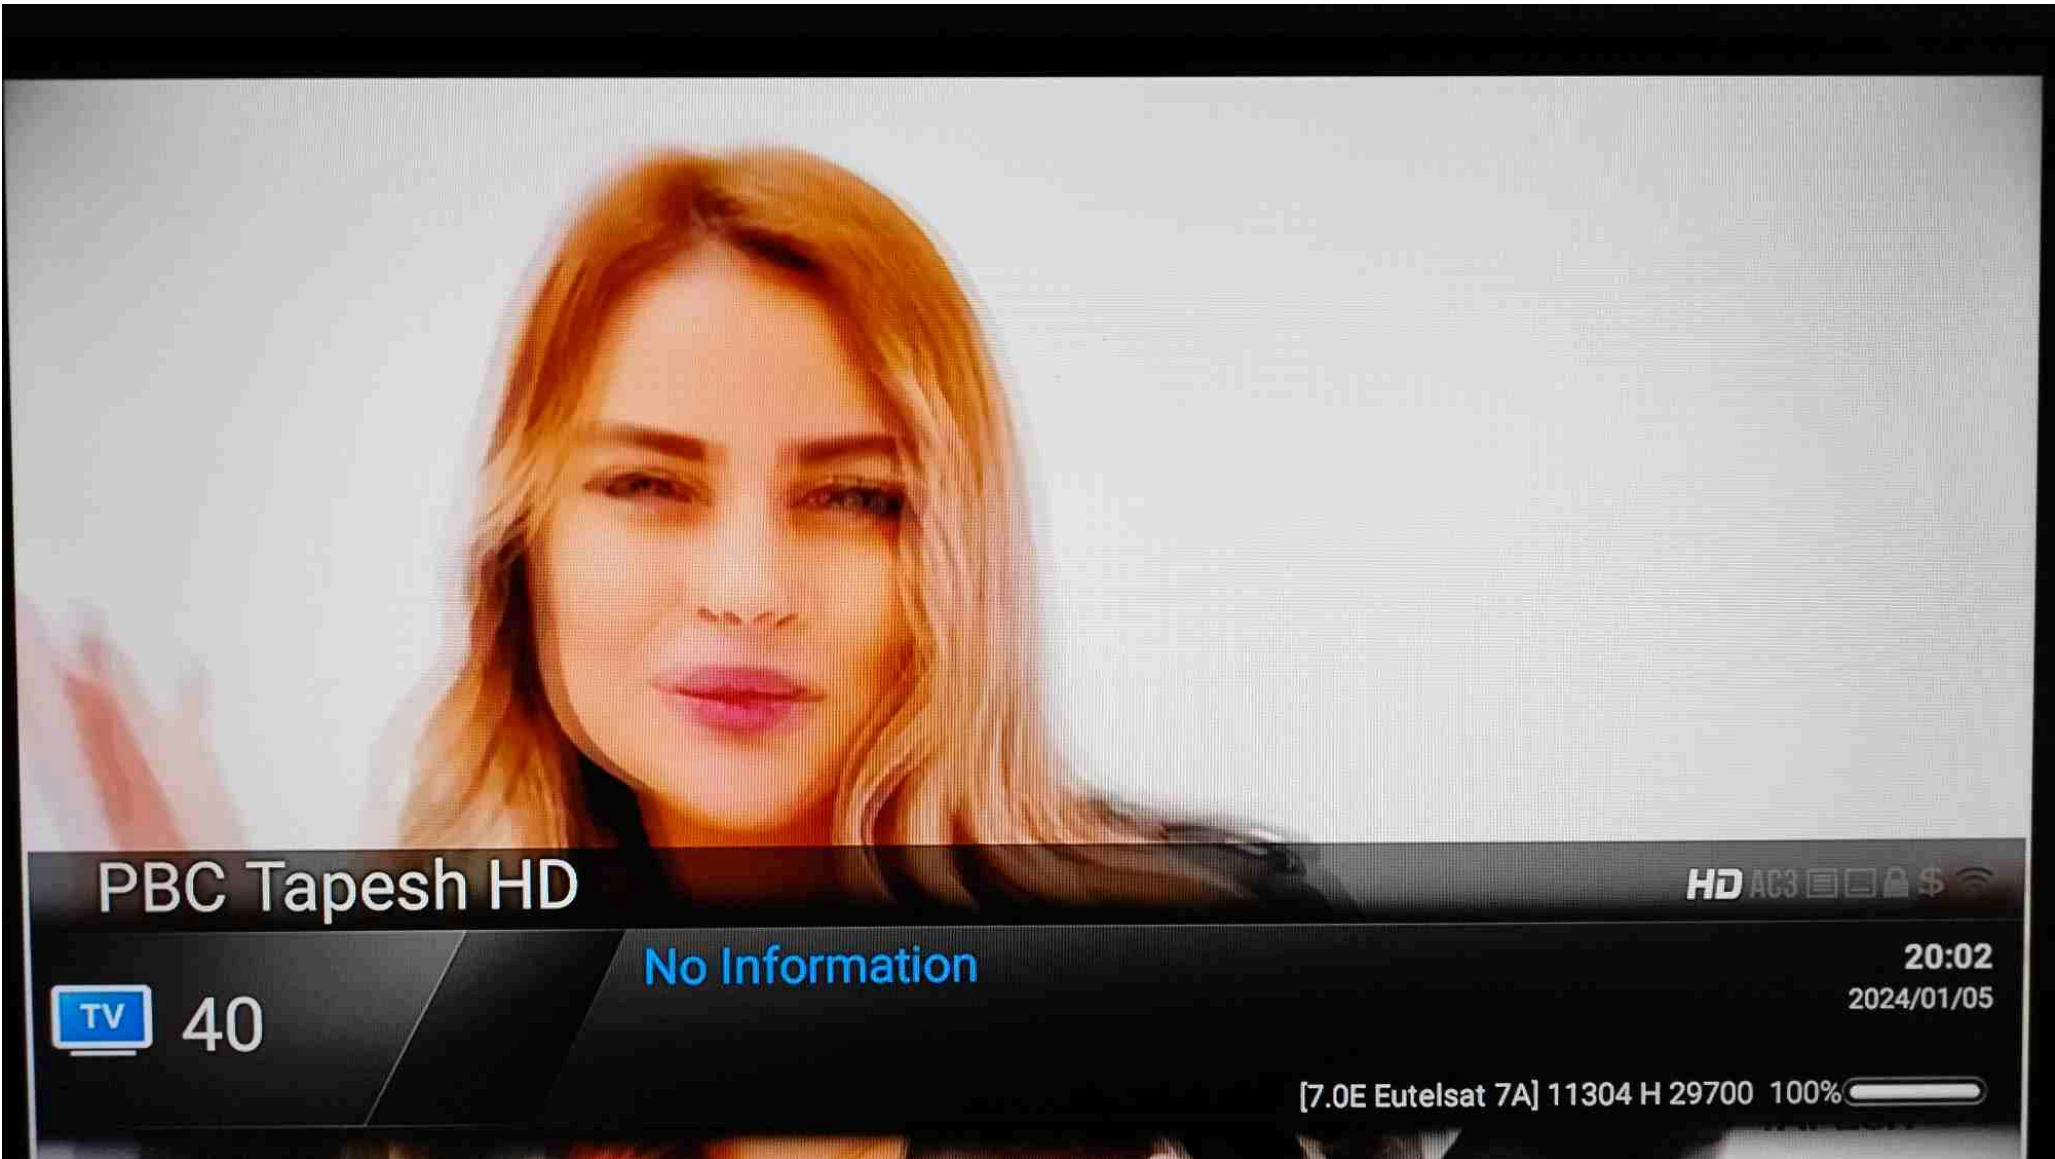 PBC Tapesh HD
HD AC3 $
No Information
20:02
TV 40
2024/01/05
[7.0E Eutelsat 7A] 11304 H 29700 100%